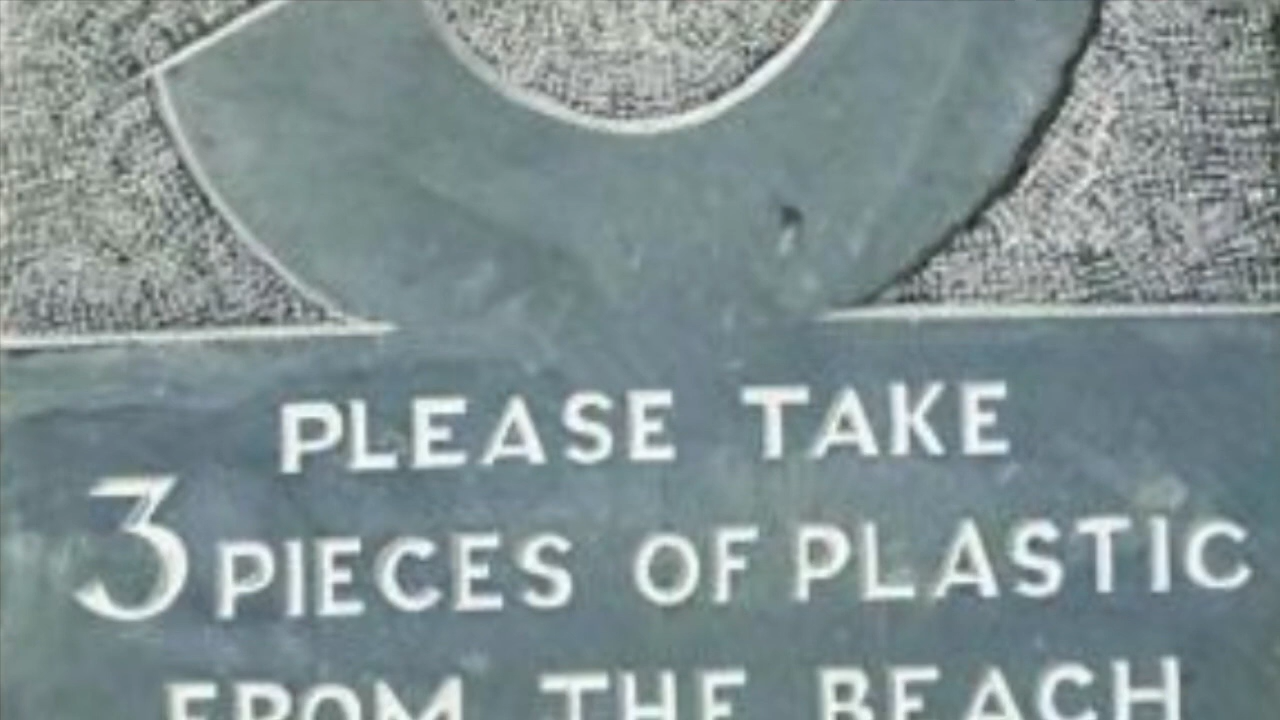 PLEASE TAKE
3 PIECES OF PLASTIC
FROM THE BEACH